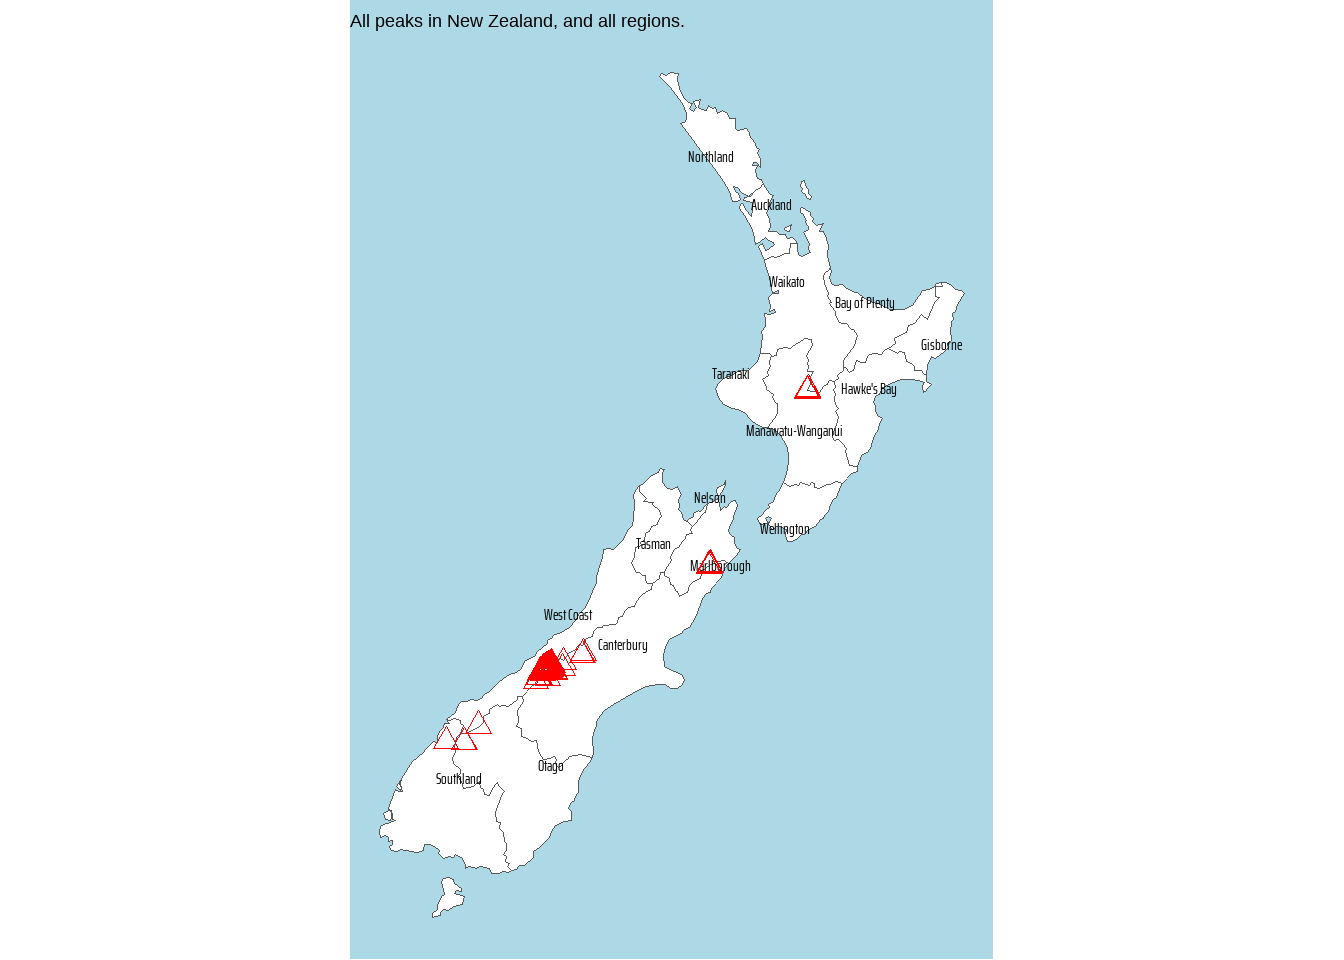 All peaks in New Zealand, and all regions.
Northland
Auckland
Waikato
Bay of Plenty
Gisborne
Taranaki
Hawke's Bay
Manawatu-Wanganui
Nelson
Wellington
Tasman
Marlborough
West Coast
Canterbury
Otago
Southland